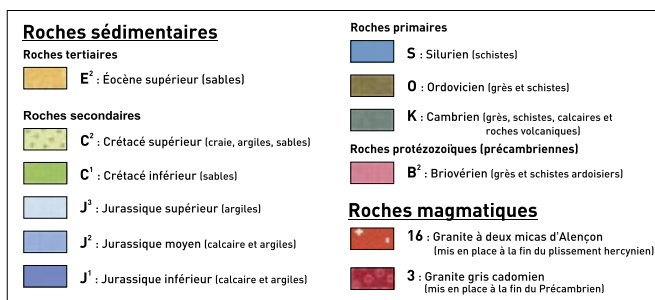 Roches sédimentaires
Roches tertiaires
E² : Éocène supérieur (sables)
Roches secondaires
C² : Crétacé supérieur (craie, argiles, sables)
C¹ : Crétacé inférieur (sables)
J³ : Jurassique supérieur (argiles)
J² : Jurassique moyen (calcaire et argiles)
J¹ : Jurassique inférieur (calcaire et argiles)
Roches primaires
S : Silurien (schistes)
O : Ordovicien (grès et schistes)
K : Cambrien (grès, schistes, calcaires et
roches volcaniques)
Roches protézozoïques (précambriennes)
B² : Briovérien (grès et schistes ardoisiers)
Roches magmatiques
16 : Granite à deux micas d'Alençon
(mis en place à la fin du plissement hercynien)
3 : Granite gris cadomien
(mis en place à la fin du Précambrien)